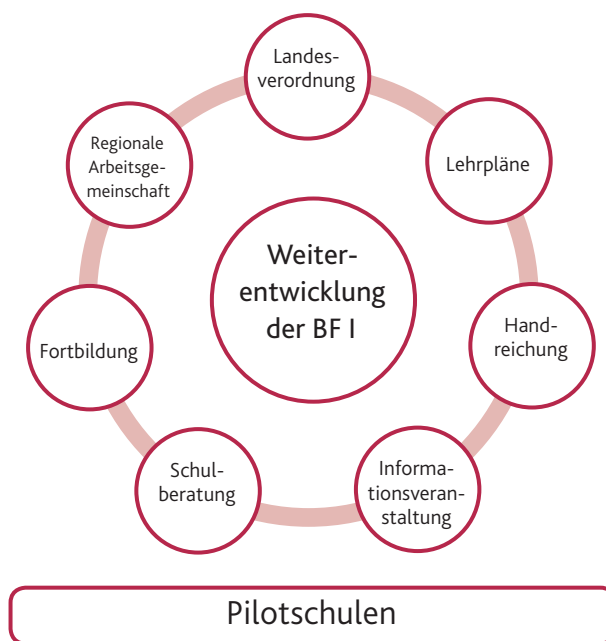 Landes-
verordnung
Lehrpläne
Hand-
reichung
Informa-
tionsveran-
staltung
Schul-
beratung
Fortbildung
Regionale
Arbeitsge-
meinschaft
Weiter-
entwicklung
der BF I
Pilotschulen